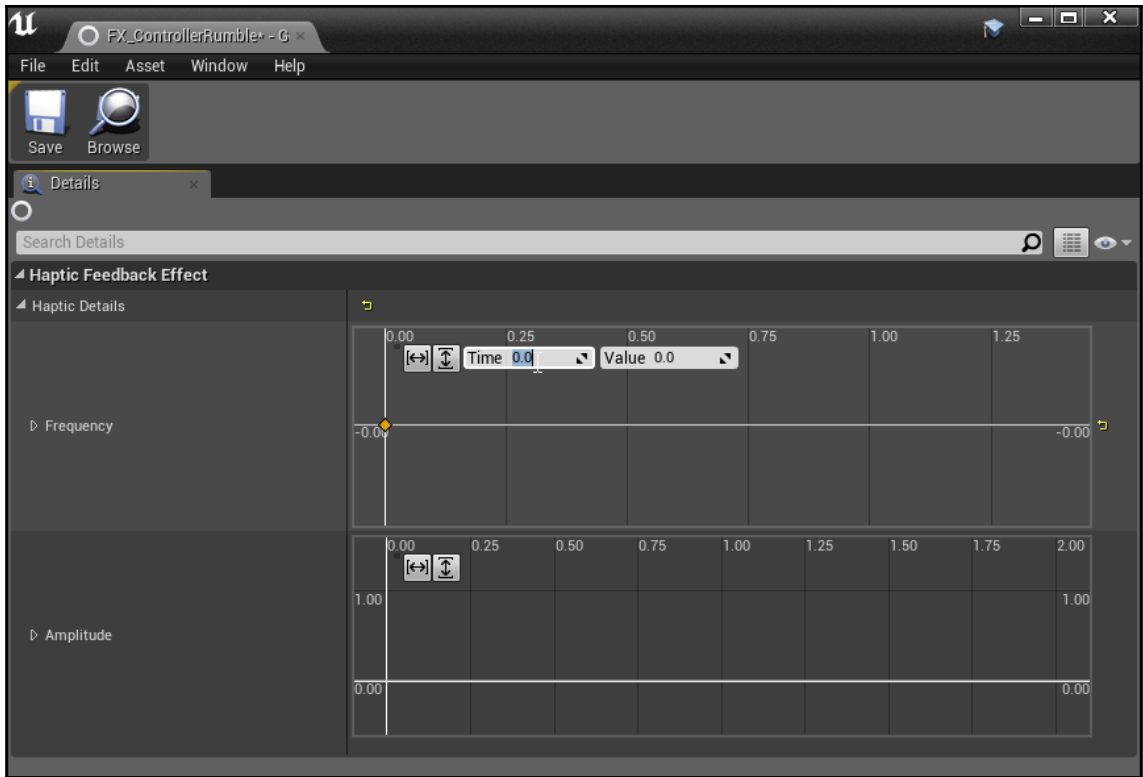 FX_ControllerRumble* - G
File Edit Asset Window Help
Save Browse
Details
Search Details
Haptic Feedback Effect
Haptic Details
0.00 0.25 0.50 0.75 1.00 1.25
Time 0.0 Value 0.0
Frequency
-0.00 -0.00
0.00 0.25 0.50 0.75 1.00 1.25 1.50 1.75 2.00
1.00 1.00
Amplitude
0.00 0.00